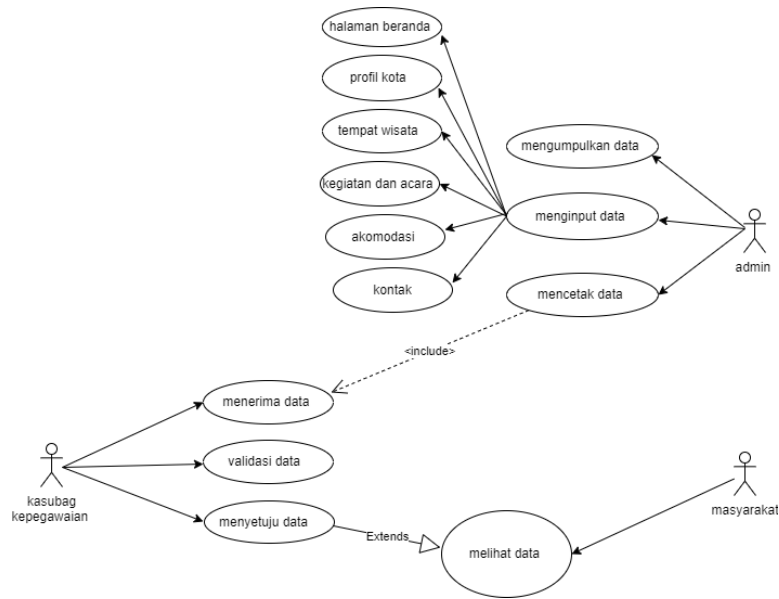 halaman beranda
profil kota
tempat wisata
kegiatan dan acara
akomodasi
kontak
mengumpulkan data
menginput data
mencetak data
admin
<include>
menerima data
validasi data
menyetuju data
kasubag
kepegawaian
Extends
melihat data
masyarakat